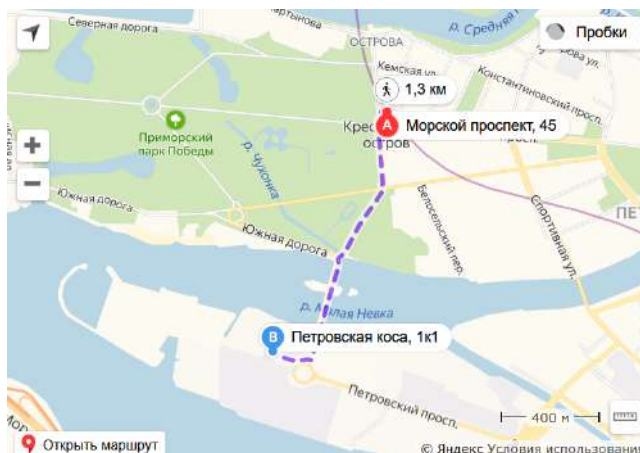 Северная дорога
р. Средняя
Пробки
ОСТРОВА
Кемская ул.
1,3 км
Константиновский просп.
Приморский
парк Победы
р. Чухонка
A
Морской проспект, 45
остров
просп.
Южная дорога
Южная дорога
Белосельский пер.
Спортивная ул.
р. Малая Невка
B
Петровская коса, 1к1
Петровский просп.
400 м
Открыть маршрут
© Яндекс Условия использования